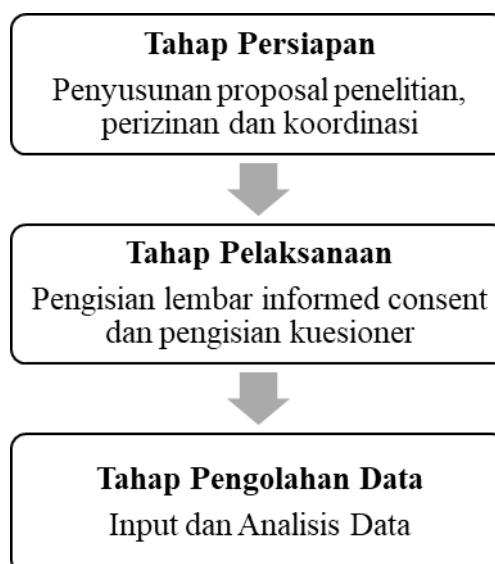 Tahap Persiapan
Penyusunan proposal penelitian,
perizinan dan koordinasi
Tahap Pelaksanaan
Pengisian lembar informed consent
dan pengisian kuesioner
Tahap Pengolahan Data
Input dan Analisis Data